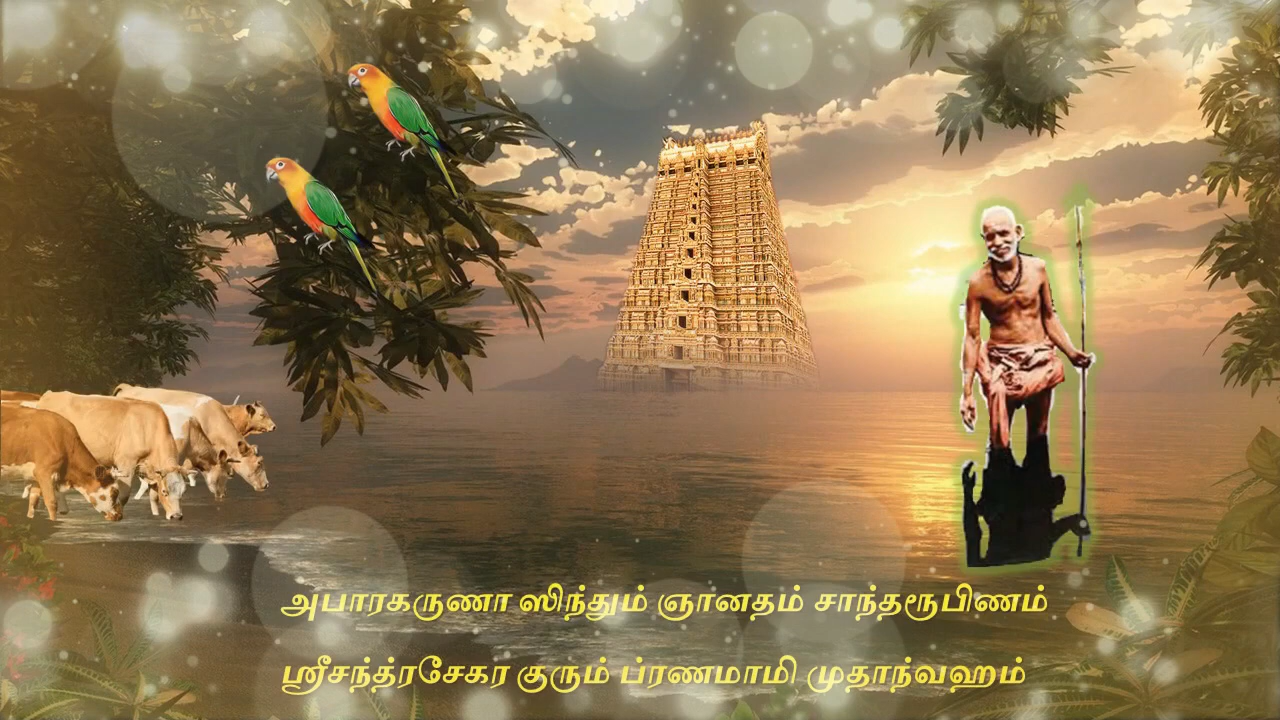 அபாரகருணா ஸிந்தும் ஞானதம் சாந்தரூபிணம்
ஸ்ரீசந்த்ரசேகர குரும் ப்ரணமாமி முதாந்வஹம்